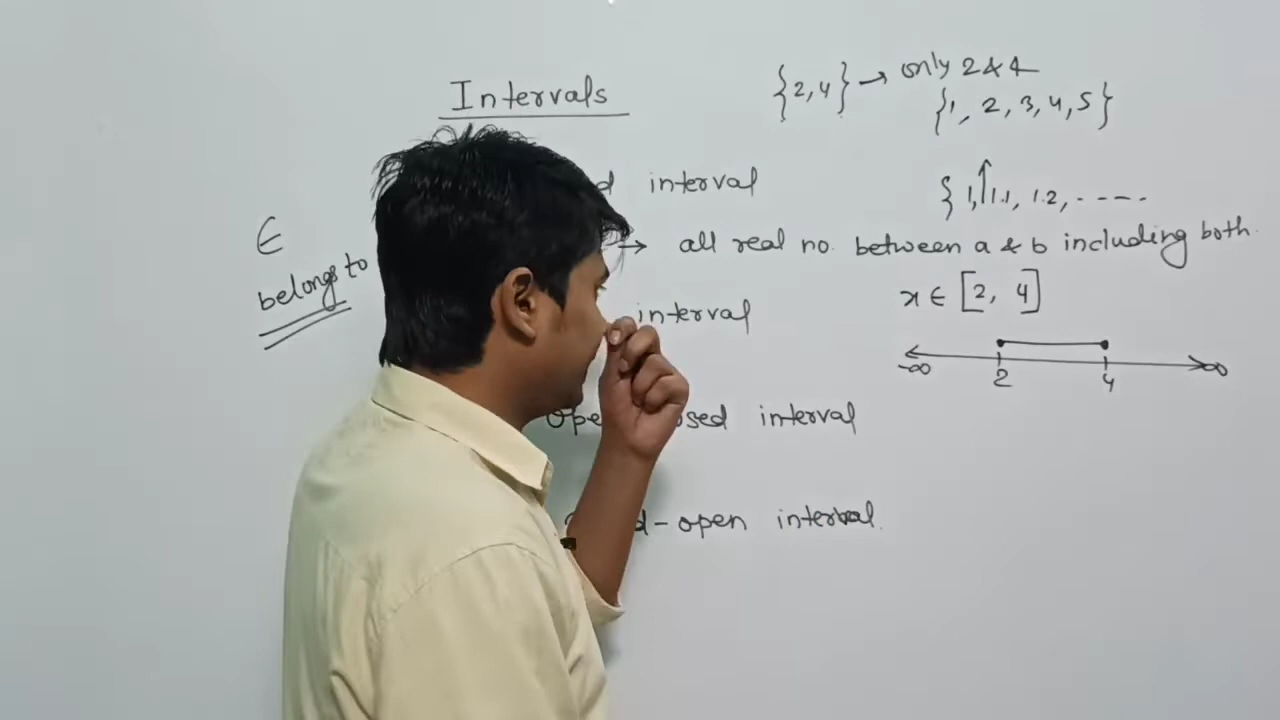 Intervals
{2,4} → only 2 & 4
{1, 2, 3, 4, 5}
interval
{1, 1.1, 1.2, - - - - -
∈
belongs to
→ all real no. between a & b including both.
x ∈ [2, 4]
interval
-∞ 2 4 ∞
interval
-open interval.